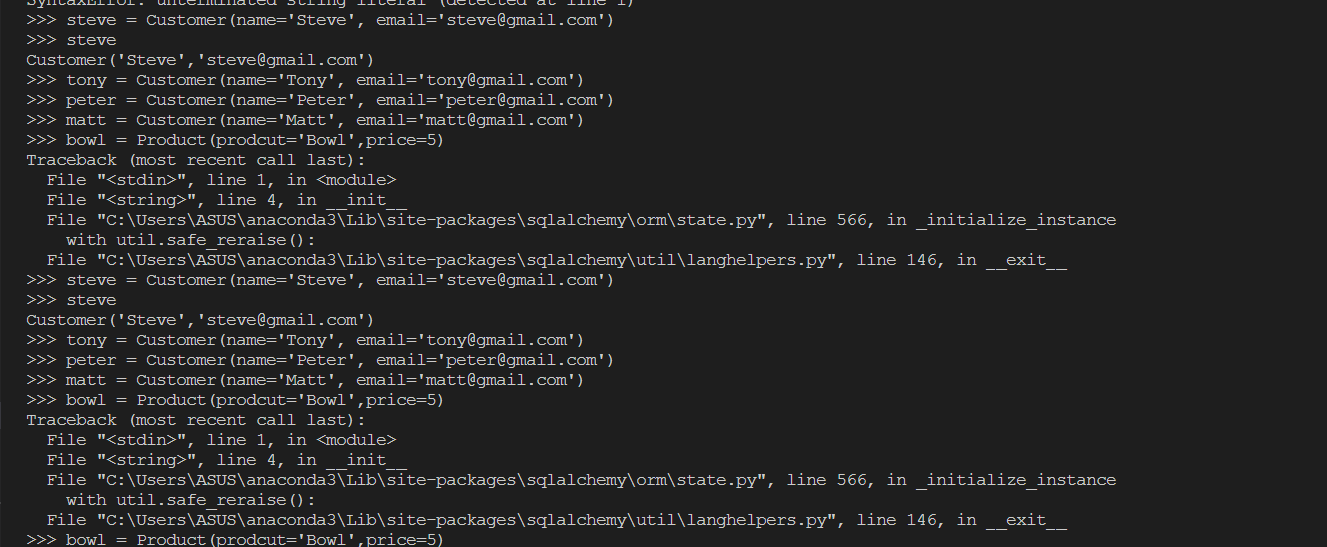 SyntaxError: unterminated string literal (detected at line 1)
>>> steve = Customer(name='Steve', email='steve@gmail.com')
>>> steve
Customer('Steve','steve@gmail.com')
>>> tony = Customer(name='Tony', email='tony@gmail.com')
>>> peter = Customer(name='Peter', email='peter@gmail.com')
>>> matt = Customer(name='Matt', email='matt@gmail.com')
>>> bowl = Product(prodcut='Bowl',price=5)
Traceback (most recent call last):
  File "<stdin>", line 1, in <module>
  File "<string>", line 4, in __init__
  File "C:\Users\ASUS\anaconda3\Lib\site-packages\sqlalchemy\orm\state.py", line 566, in _initialize_instance
    with util.safe_reraise():
  File "C:\Users\ASUS\anaconda3\Lib\site-packages\sqlalchemy\util\langhelpers.py", line 146, in __exit__
>>> steve = Customer(name='Steve', email='steve@gmail.com')
>>> steve
Customer('Steve','steve@gmail.com')
>>> tony = Customer(name='Tony', email='tony@gmail.com')
>>> peter = Customer(name='Peter', email='peter@gmail.com')
>>> matt = Customer(name='Matt', email='matt@gmail.com')
>>> bowl = Product(prodcut='Bowl',price=5)
Traceback (most recent call last):
  File "<stdin>", line 1, in <module>
  File "<string>", line 4, in __init__
  File "C:\Users\ASUS\anaconda3\Lib\site-packages\sqlalchemy\orm\state.py", line 566, in _initialize_instance
    with util.safe_reraise():
  File "C:\Users\ASUS\anaconda3\Lib\site-packages\sqlalchemy\util\langhelpers.py", line 146, in __exit__
>>> bowl = Product(prodcut='Bowl',price=5)